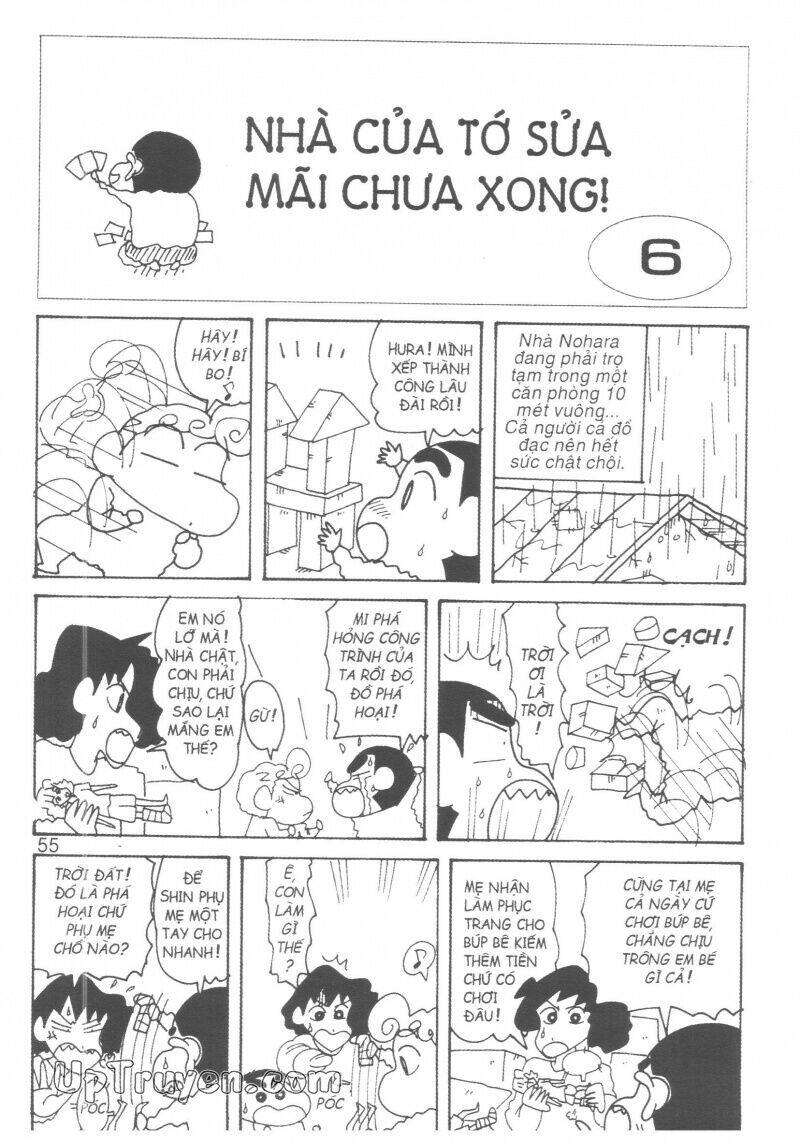 NHÀ CỦA TỚ SỬA
MÃI CHƯA XONG!
6
Nhà Nohara
đang phải trọ
tạm trong một
căn phòng 10
mét vuông...
Cả người cả đồ
đạc nên hết
sức chật chội.
HURA! MÌNH
XẾP THÀNH
CÔNG LÂU
ĐÀI RỒI!
HÂY!
HÂY! BÍ
BO!
CẠCH!
TRỜI
ƠI
LÀ
TRỜI!
MI PHÁ
HỎNG CÔNG
TRÌNH CỦA
TA RỒI ĐÓ,
ĐỒ PHÁ
HOẠI!
GỪ!
EM NÓ
LỠ MÀ!
NHÀ CHẬT,
CON PHẢI
CHỊU, CHỨ
SAO LẠI
MẮNG EM
THẾ?
55
CŨNG TẠI MẸ
CẢ NGÀY CỨ
CHƠI BÚP BÊ,
CHẲNG CHỊU
TRÔNG EM BÉ
GÌ CẢ!
MẸ NHẬN
LÀM PHỤC
TRANG CHO
BÚP BÊ KIẾM
THÊM TIỀN
CHỨ CÓ
CHƠI
ĐÂU!
Ê,
CON
LÀM
GÌ
THẾ
?
PÓC
ĐỂ
SHIN PHỤ
MẸ MỘT
TAY CHO
NHANH!
TRỜI ĐẤT!
ĐÓ LÀ PHÁ
HOẠI CHỨ
PHỤ MẸ
CHỖ NÀO?
PÓC
UpTruyen.com